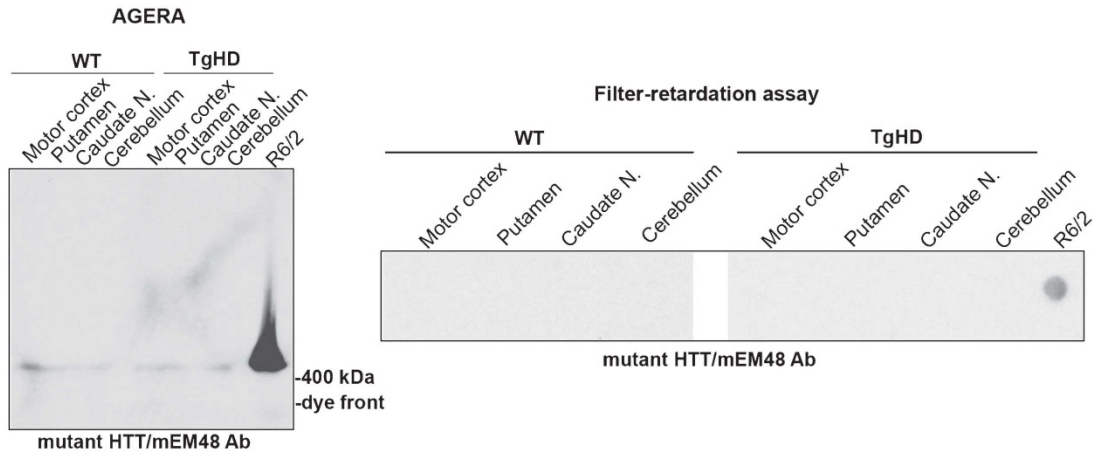 AGERA
WT TgHD
Motor cortex
Putamen
Caudate N.
Cerebellum
Motor cortex
Putamen
Caudate N.
Cerebellum
R6/2
-400 kDa
-dye front
mutant HTT/mEM48 Ab
Filter-retardation assay
WT TgHD
Motor cortex
Putamen
Caudate N.
Cerebellum
Motor cortex
Putamen
Caudate N.
Cerebellum
R6/2
mutant HTT/mEM48 Ab